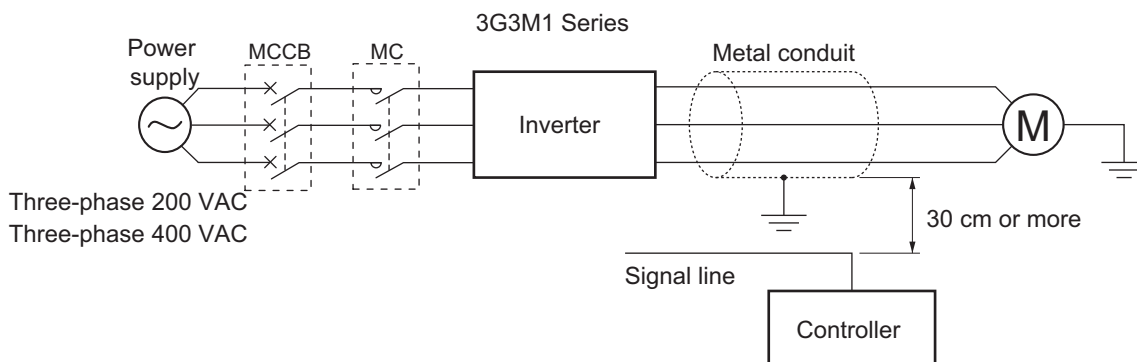 3G3M1 Series
Power
supply
MCCB
MC
Metal conduit
Inverter
M
Three-phase 200 VAC
Three-phase 400 VAC
30 cm or more
Signal line
Controller